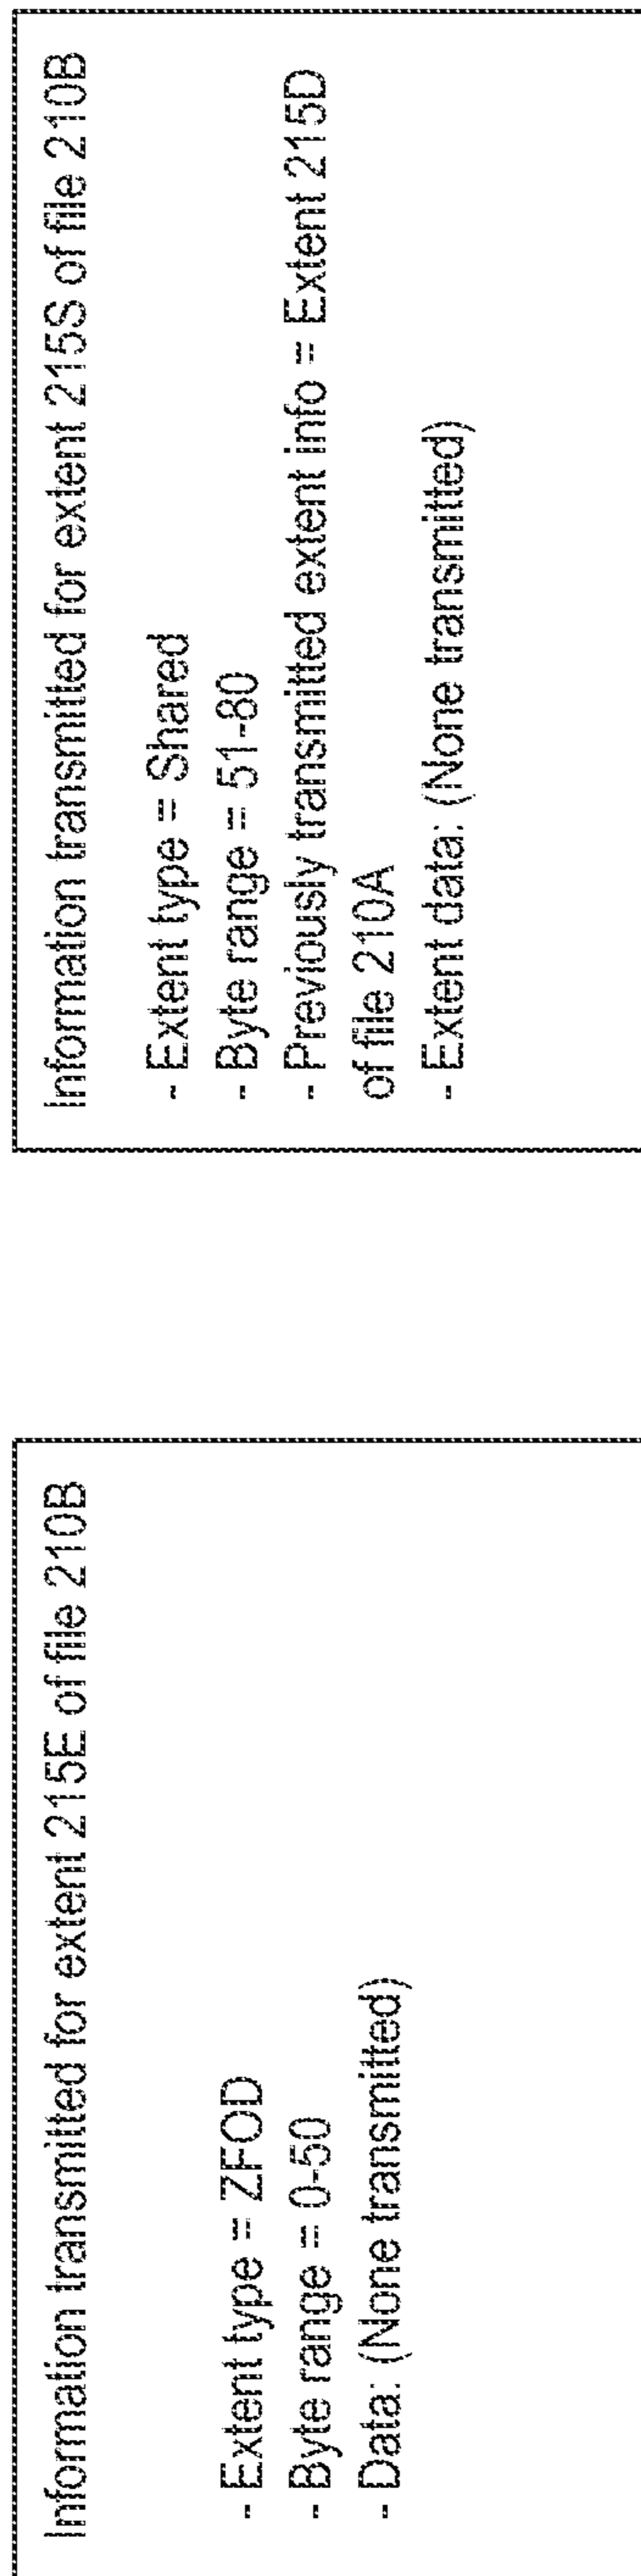 Information transmitted for extent 215E of file 210B
- Extent type = ZFOD
- Byte range = 0-50
- Data: (None transmitted)
Information transmitted for extent 215S of file 210B
- Extent type = Shared
- Byte range = 51-80
- Previously transmitted extent info = Extent 215D
of file 210A
- Extent data: (None transmitted)